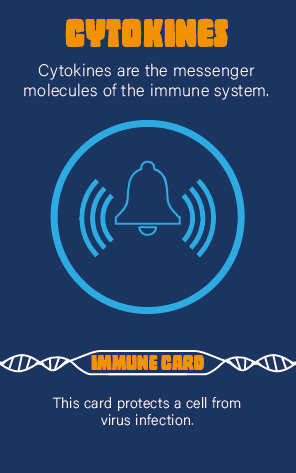 CYTOKINES
Cytokines are the messenger
molecules of the immune system.
IMMUNE CARD
This card protects a cell from
virus infection.